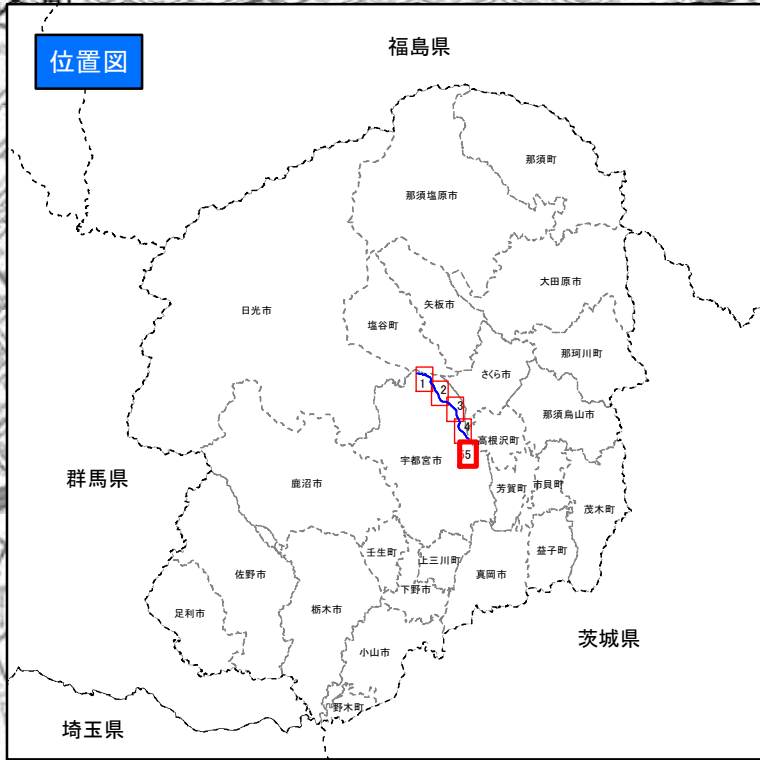 福島県
位置図
那須町
那須塩原市
大田原市
日光市
矢板市
塩谷町
那珂川町
さくら市
1
2
3
那須烏山市
4
高根沢町
宇都宮市
5
群馬県
鹿沼市
芳賀町
市貝町
茂木町
壬生町
上三川町
益子町
佐野市
真岡市
下野市
足利市
栃木市
小山市
茨城県
野木町
埼玉県